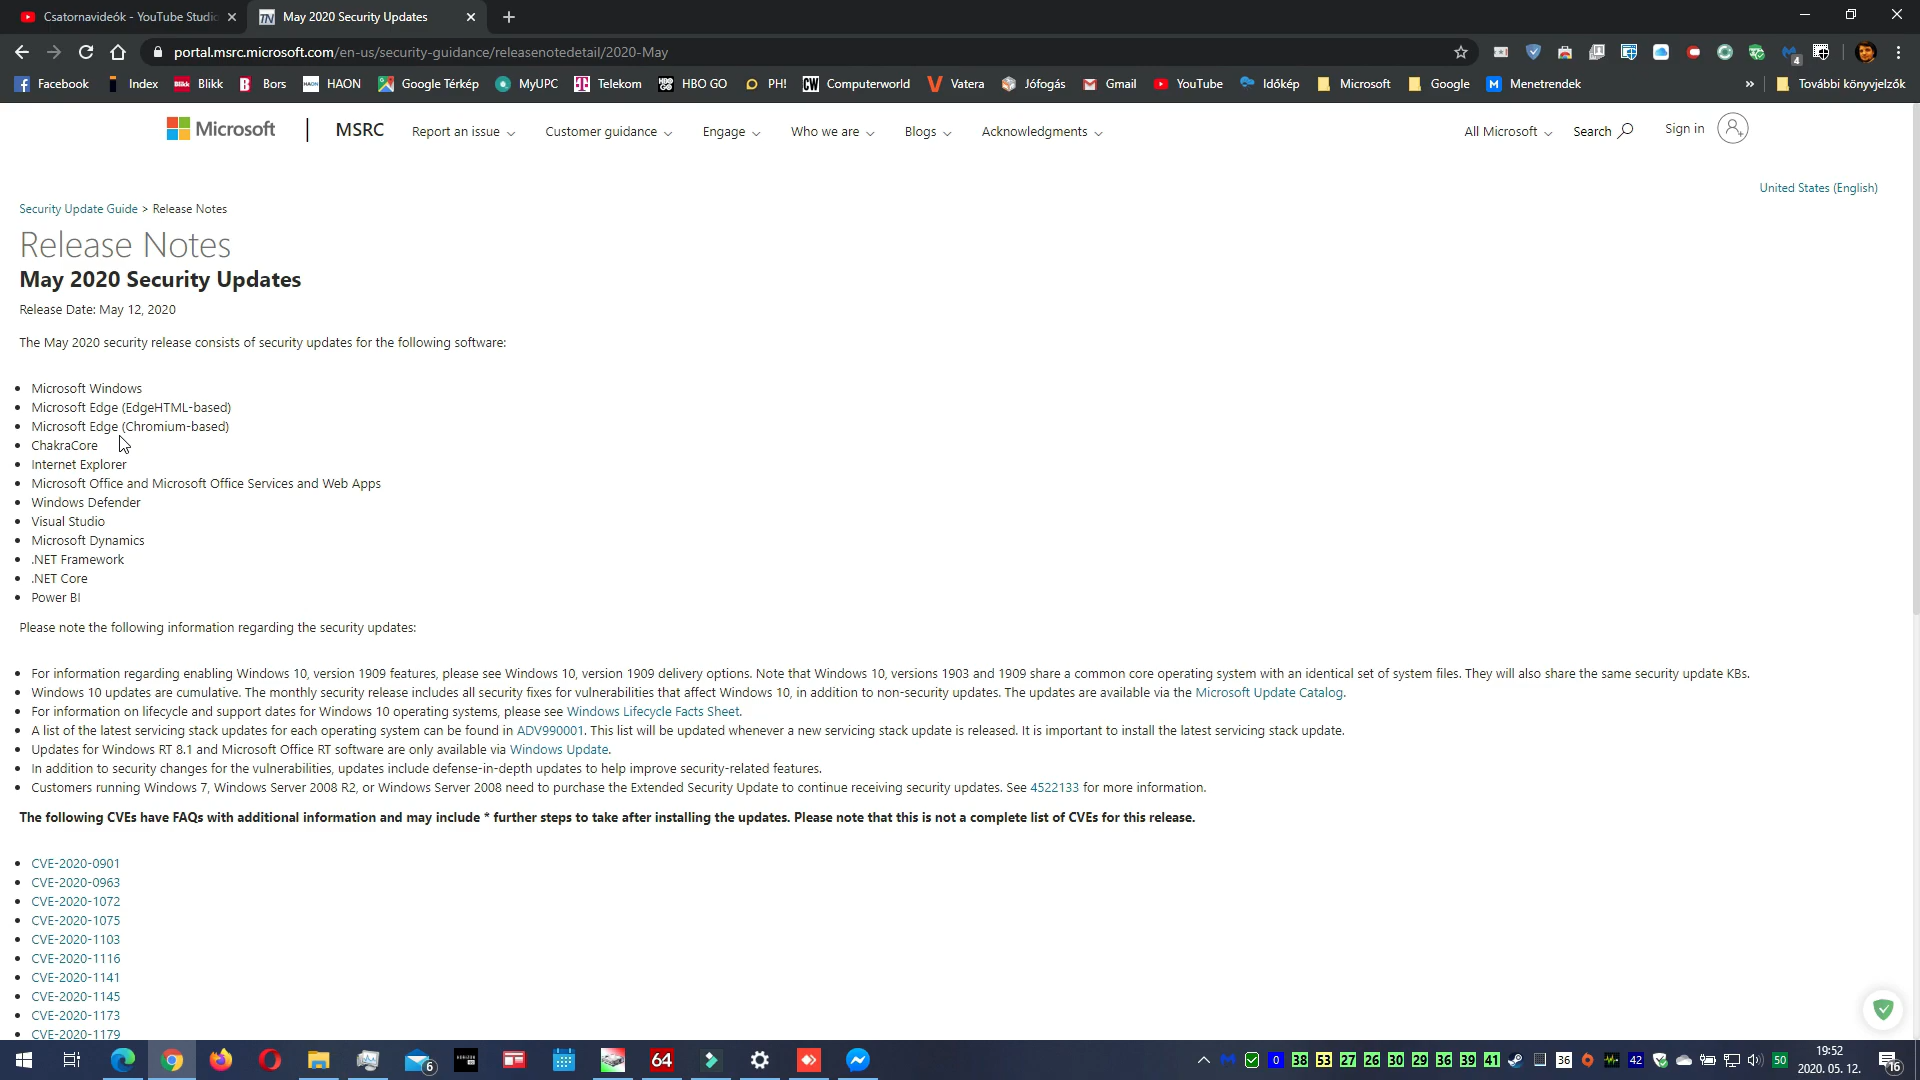 Csatornavideók - YouTube Studio
May 2020 Security Updates
portal.msrc.microsoft.com/en-us/security-guidance/releasenotedetail/2020-May
4
Facebook
Index
Blikk
Bors
HAON
Google Térkép
MyUPC
Telekom
HBO GO
PH!
Computerworld
Vatera
Jófogás
Gmail
YouTube
Időkép
Microsoft
Google
Menetrendek
További könyvjelzők
Microsoft
MSRC
Report an issue
Customer guidance
Engage
Who we are
Blogs
Acknowledgments
All Microsoft
Search
Sign in
United States (English)
Security Update Guide > Release Notes
Release Notes
May 2020 Security Updates
Release Date: May 12, 2020
The May 2020 security release consists of security updates for the following software:
Microsoft Windows
Microsoft Edge (EdgeHTML-based)
Microsoft Edge (Chromium-based)
ChakraCore
Internet Explorer
Microsoft Office and Microsoft Office Services and Web Apps
Windows Defender
Visual Studio
Microsoft Dynamics
.NET Framework
.NET Core
Power BI
Please note the following information regarding the security updates:
For information regarding enabling Windows 10, version 1909 features, please see Windows 10, version 1909 delivery options. Note that Windows 10, versions 1903 and 1909 share a common core operating system with an identical set of system files. They will also share the same security update KBs.
Windows 10 updates are cumulative. The monthly security release includes all security fixes for vulnerabilities that affect Windows 10, in addition to non-security updates. The updates are available via the Microsoft Update Catalog.
For information on lifecycle and support dates for Windows 10 operating systems, please see Windows Lifecycle Facts Sheet.
A list of the latest servicing stack updates for each operating system can be found in ADV990001. This list will be updated whenever a new servicing stack update is released. It is important to install the latest servicing stack update.
Updates for Windows RT 8.1 and Microsoft Office RT software are only available via Windows Update.
In addition to security changes for the vulnerabilities, updates include defense-in-depth updates to help improve security-related features.
Customers running Windows 7, Windows Server 2008 R2, or Windows Server 2008 need to purchase the Extended Security Update to continue receiving security updates. See 4522133 for more information.
The following CVEs have FAQs with additional information and may include * further steps to take after installing the updates. Please note that this is not a complete list of CVEs for this release.
CVE-2020-0901
CVE-2020-0963
CVE-2020-1072
CVE-2020-1075
CVE-2020-1103
CVE-2020-1116
CVE-2020-1141
CVE-2020-1145
CVE-2020-1173
CVE-2020-1179
6
64
0
38
53
27
26
30
29
36
39
41
36
42
50
19:52
2020. 05. 12.
16